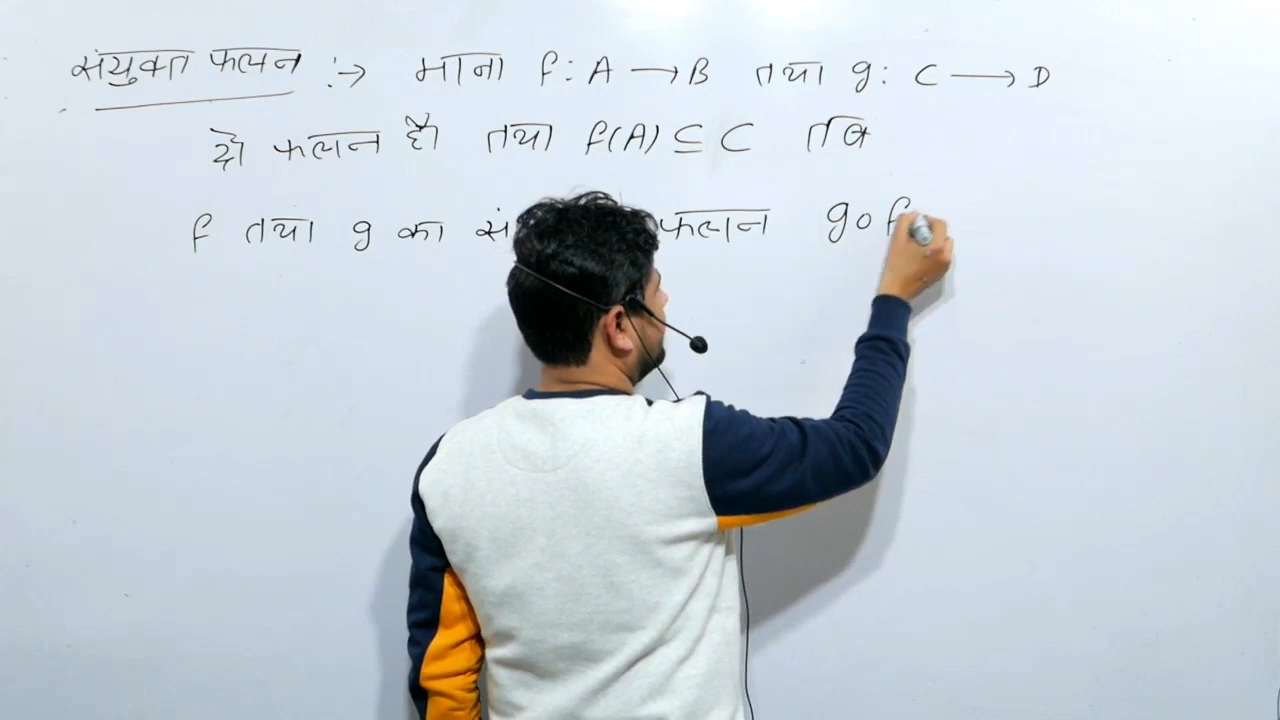 संयुक्त फलन :→ माना f: A → B तथा g: C → D
दो फलन है तथा f(A) ⊆ C तब
f तथा g का फलन gof